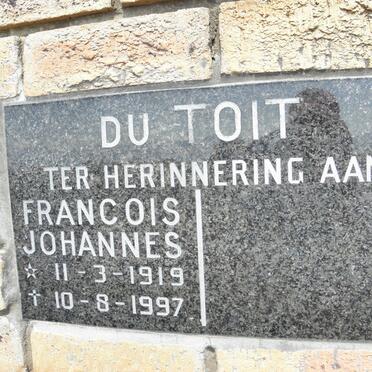 DU TOIT
TER HERINNERING AAN
FRANCOIS
JOHANNES
☆ 11-3-1919
✝ 10-8-1997